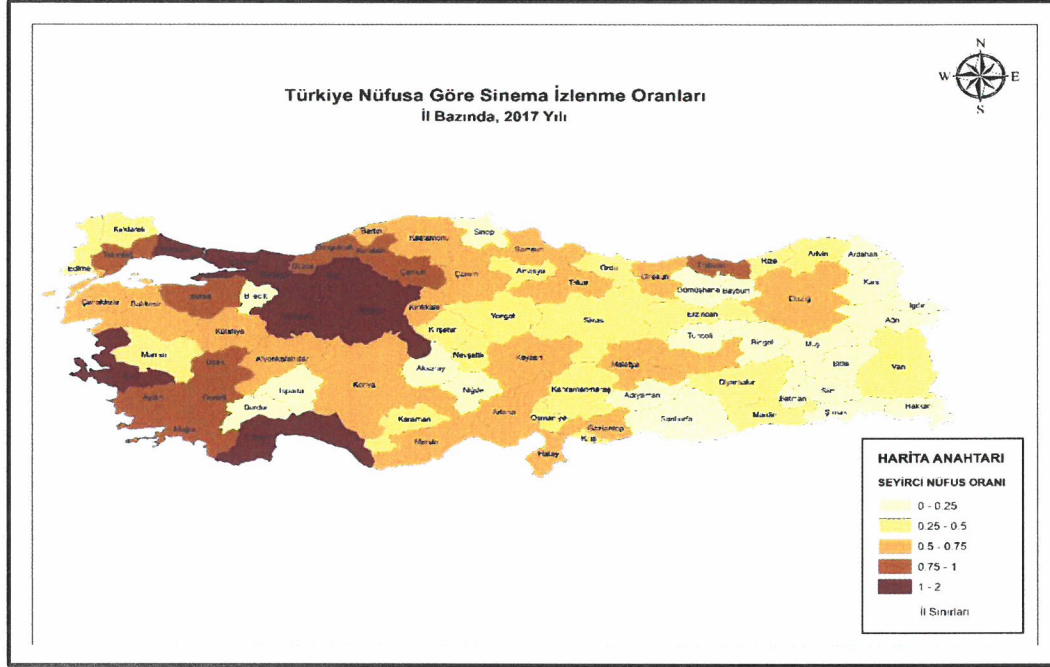 N
W E
S
Türkiye Nüfusa Göre Sinema İzlenme Oranları
İl Bazında, 2017 Yılı
Kırklareli
Edirne
Tekirdağ
Bartın
Kastamonu
Sinop
Samsun
Zonguldak
Karabük
Düzce
Çankırı
Çorum
Amasya
Ordu
Tokat
Giresun
Trabzon
Rize
Artvin
Ardahan
Kars
Gümüşhane
Bayburt
Iğdır
Ağrı
Çanakkale
Balıkesir
Bursa
Bilecik
Kırıkkale
Kırşehir
Yozgat
Sivas
Erzincan
Tunceli
Bingöl
Muş
Bitlis
Van
Kütahya
Manisa
Uşak
Afyonkarahisar
Aksaray
Nevşehir
Kayseri
Malatya
Diyarbakır
Siirt
Batman
Mardin
Şırnak
Hakkari
Aydın
Denizli
Isparta
Burdur
Konya
Niğde
Kahramanmaraş
Adıyaman
Şanlıurfa
Muğla
Karaman
Mersin
Adana
Osmaniye
Gaziantep
Kilis
Hatay
HARİTA ANAHTARI
SEYİRCİ NÜFUS ORANI
0 - 0.25
0.25 - 0.5
0.5 - 0.75
0.75 - 1
1 - 2
İl Sınırları